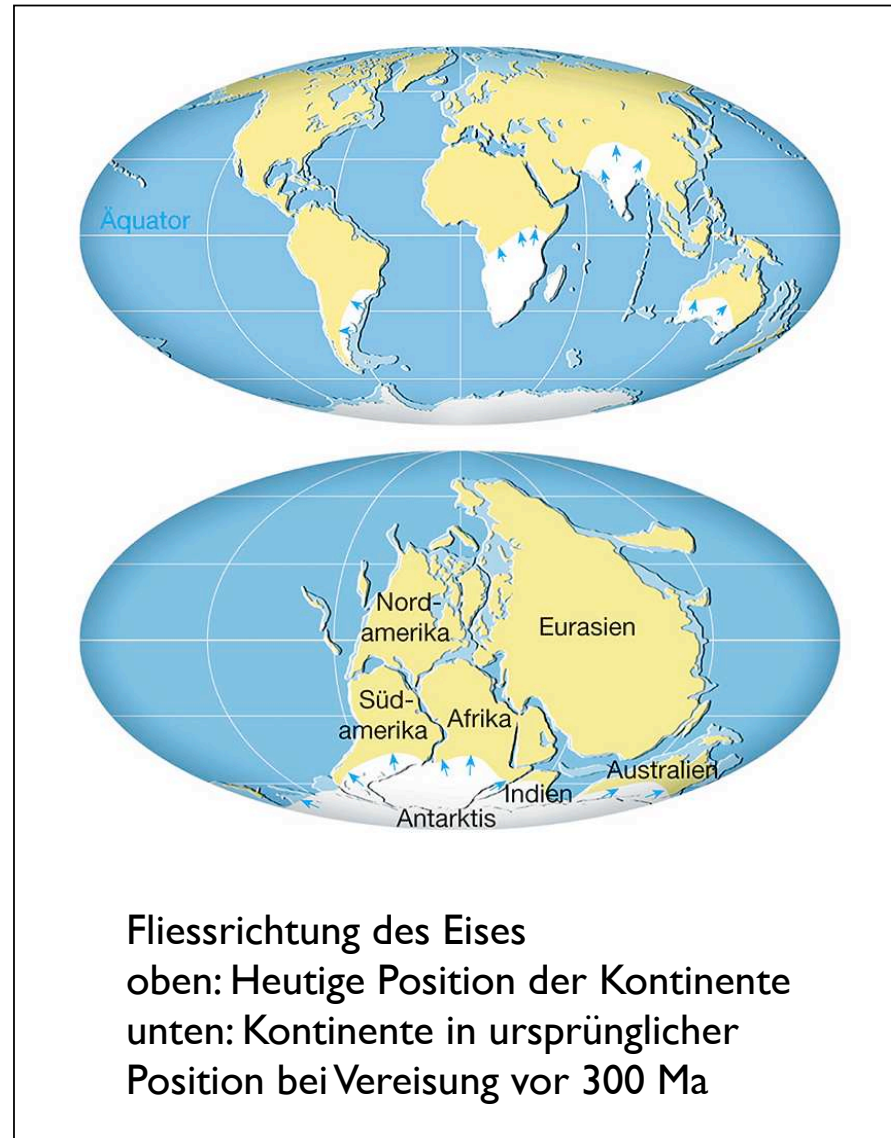 Äquator
Nord-
amerika
Eurasien
Süd-
amerika
Afrika
Australien
Indien
Antarktis
Fliessrichtung des Eises
oben: Heutige Position der Kontinente
unten: Kontinente in ursprünglicher
Position bei Vereisung vor 300 Ma